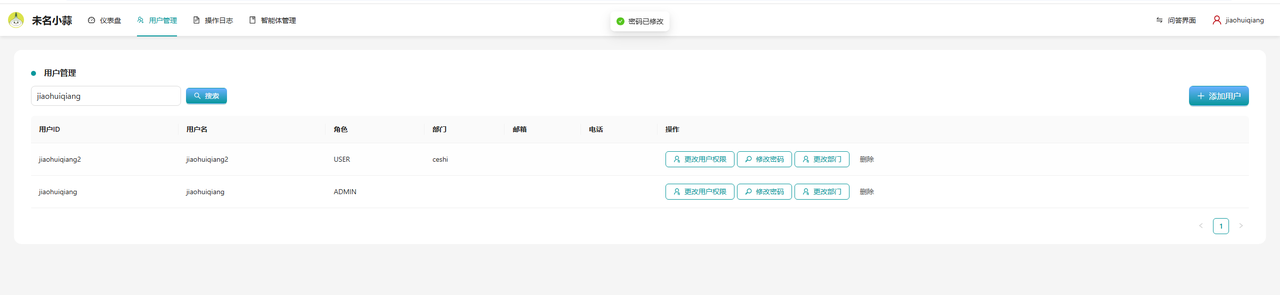 未名小蒜 仪表盘 用户管理 操作日志 智能体管理 密码已修改 问答界面 jiaohuiqiang
用户管理
jiaohuiqiang 搜索 添加用户
用户ID 用户名 角色 部门 邮箱 电话 操作
jiaohuiqiang2 jiaohuiqiang2 USER ceshi 更改用户权限 修改密码 更改部门 删除
jiaohuiqiang jiaohuiqiang ADMIN 更改用户权限 修改密码 更改部门 删除
1